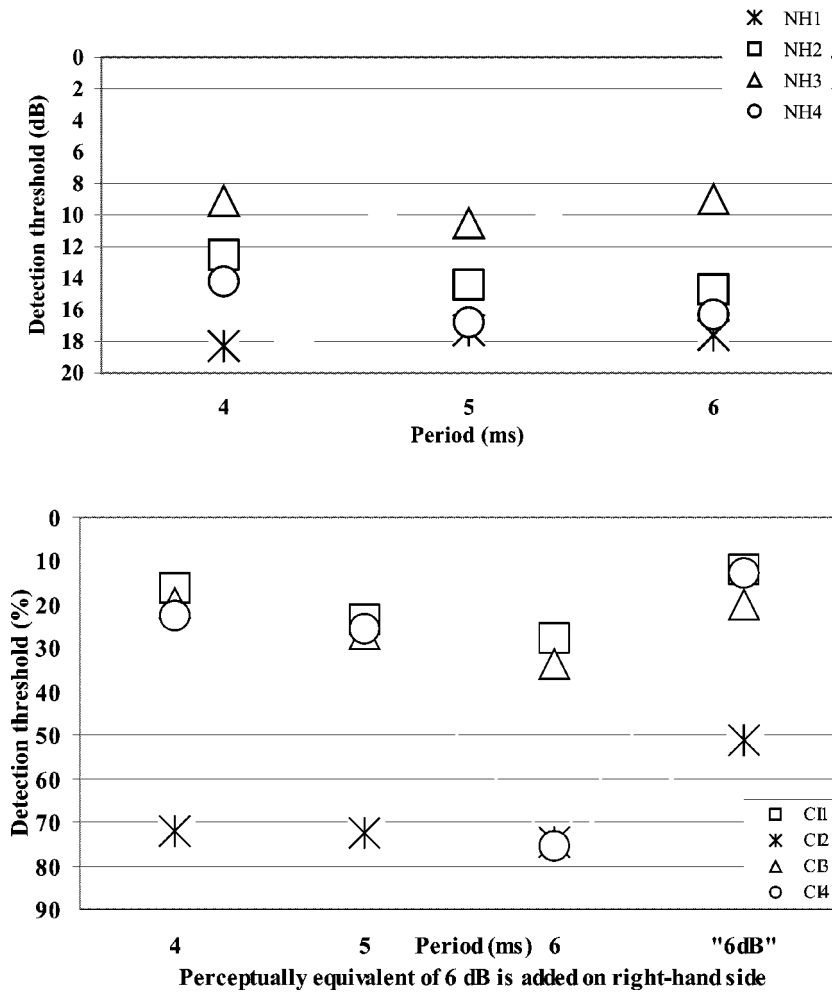 NH1
NH2
NH3
NH4
Detection threshold (dB)
0
2
4
6
8
10
12
14
16
18
20
4 5 6
Period (ms)
Detection threshold (%)
0
10
20
30
40
50
60
70
80
90
CI1
CI2
CI3
CI4
4 5 Period (ms) 6 "6dB"
Perceptually equivalent of 6 dB is added on right-hand side